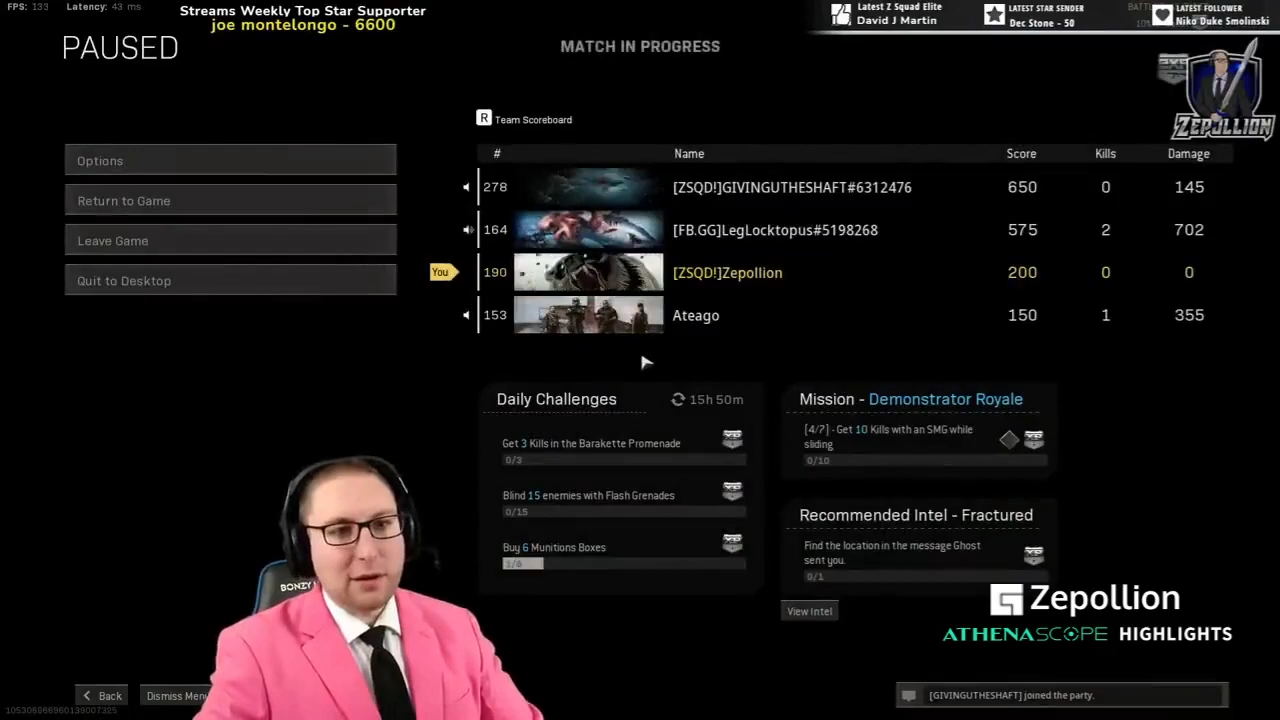 FPS: 133 Latency: 43 ms
Streams Weekly Top Star Supporter
joe montelongo - 6600
Latest Z Squad Elite
David J Martin
LATEST STAR SENDER
Dec Stone - 50
LATEST FOLLOWER
Niko Duke Smolinski
PAUSED
MATCH IN PROGRESS
ZEPOLLION
R Team Scoreboard
# Name Score Kills Damage
278 [ZSQD!]GIVINGUTHESHAFT#6312476 650 0 145
164 [FB.GG]LegLocktopus#5198268 575 2 702
You 190 [ZSQD!]Zepollion 200 0 0
153 Ateago 150 1 355
Options
Return to Game
Leave Game
Quit to Desktop
Daily Challenges 15h 50m
Get 3 Kills in the Barakette Promenade
0/3
Blind 15 enemies with Flash Grenades
0/15
Buy 6 Munitions Boxes
1/6
Mission - Demonstrator Royale
[4/7] - Get 10 Kills with an SMG while
sliding
0/10
Recommended Intel - Fractured
Find the location in the message Ghost
sent you.
0/1
View Intel
Zepollion
ATHENASCOPE HIGHLIGHTS
Back
Dismiss Menu
[GIVINGUTHESHAFT] joined the party.